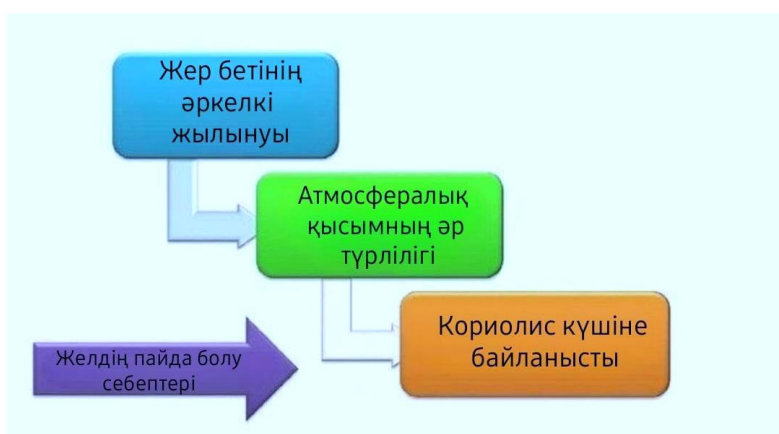 Жер бетінің
әркелкі
жылынуы
Атмосфералық
қысымның әр
түрлілігі
Кориолис күшіне
байланысты
Желдің пайда болу
себептері